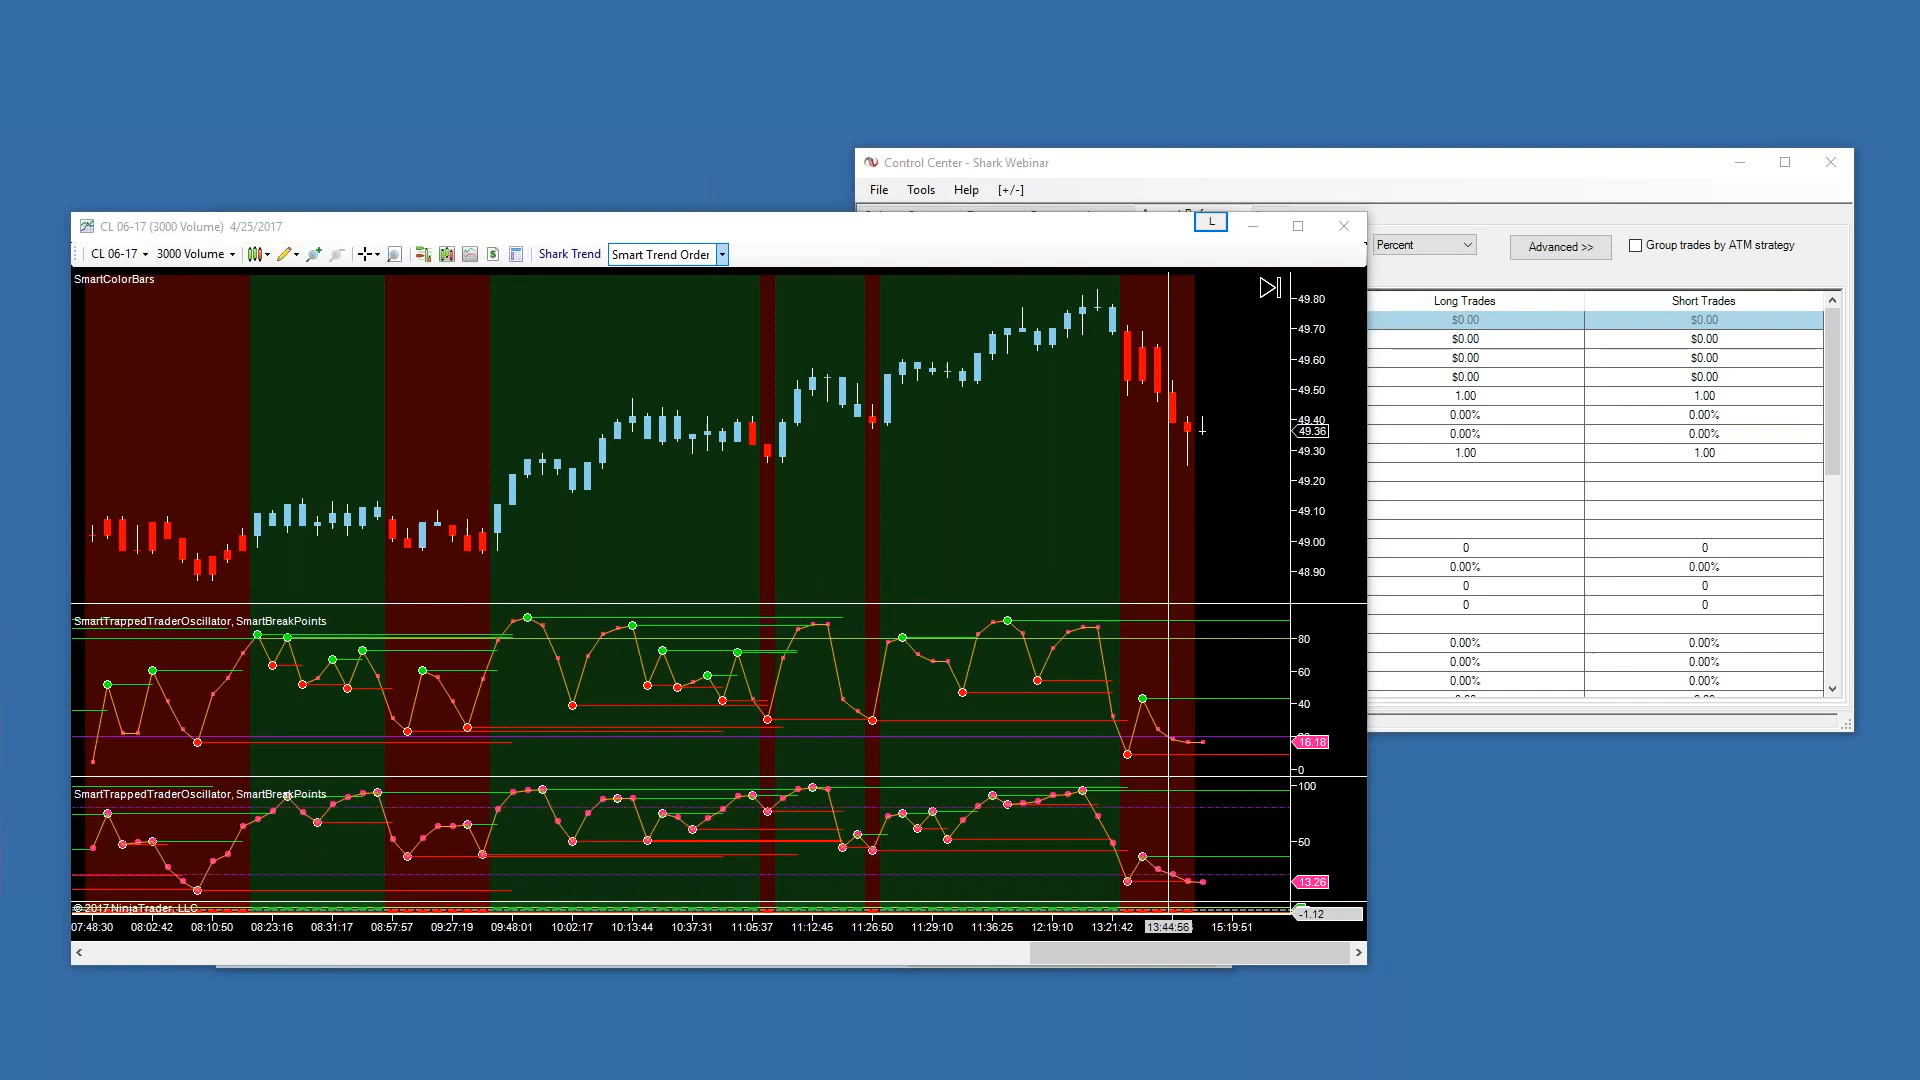 Control Center - Shark Webinar
File Tools Help [+/-]
CL 06-17 (3000 Volume) 4/25/2017
L
CL 06-17 3000 Volume Shark Trend Smart Trend Order
Percent Advanced >> Group trades by ATM strategy
Long Trades Short Trades
$0.00 $0.00
$0.00 $0.00
$0.00 $0.00
$0.00 $0.00
1.00 1.00
0.00% 0.00%
0.00% 0.00%
1.00 1.00
0 0
0.00% 0.00%
0 0
0 0
0.00% 0.00%
0.00% 0.00%
0.00% 0.00%
SmartColorBars
49.80
49.70
49.60
49.50
49.40
49.36
49.30
49.20
49.10
49.00
48.90
SmartTrappedTraderOscillator, SmartBreakPoints
80
60
40
16.18
0
SmartTrappedTraderOscillator, SmartBreakPoints
100
50
13.26
© 2017 NinjaTrader, LLC
-1.12
07:48:30 08:02:42 08:10:50 08:23:16 08:31:17 08:57:57 09:27:19 09:48:01 10:02:17 10:13:44 10:37:31 11:05:37 11:12:45 11:26:50 11:29:10 11:36:25 12:19:10 13:21:42 13:44:56 15:19:51